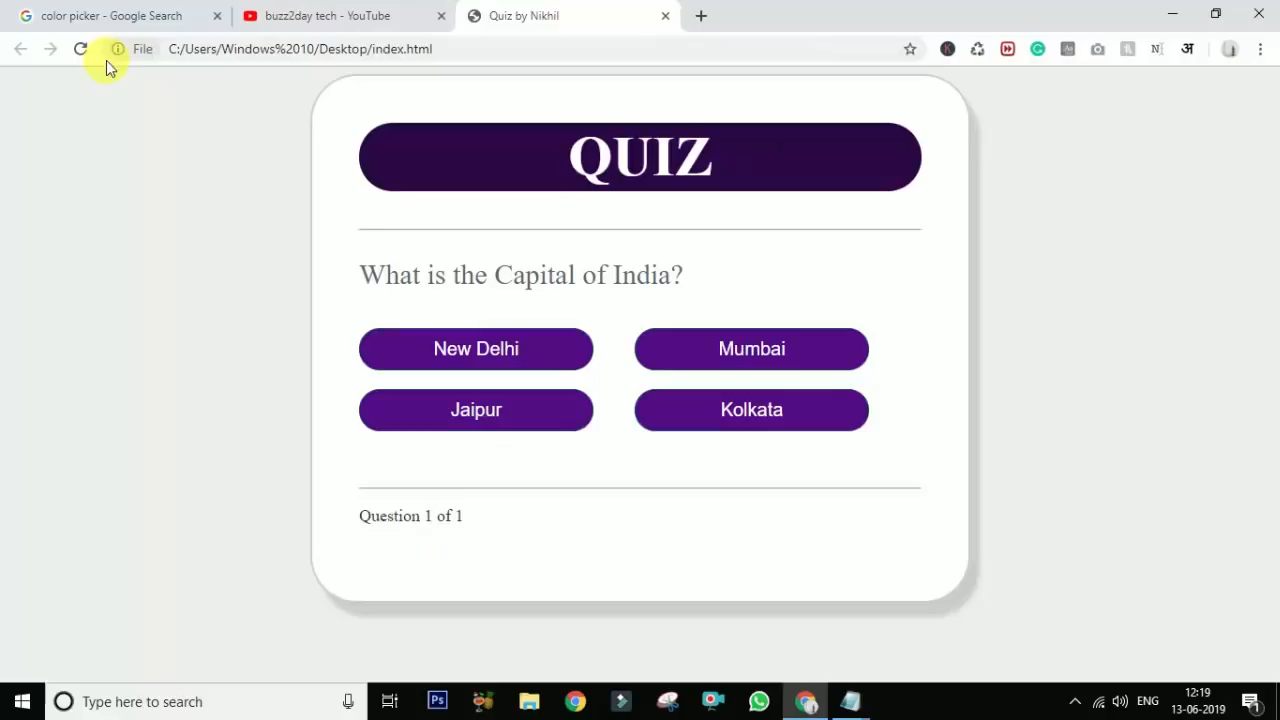 color picker - Google Search
buzz2day tech - YouTube
Quiz by Nikhil
File C:/Users/Windows%2010/Desktop/index.html
अ
QUIZ
What is the Capital of India?
New Delhi Mumbai
Jaipur Kolkata
Question 1 of 1
Type here to search
Ps
ENG
12:19
13-06-2019